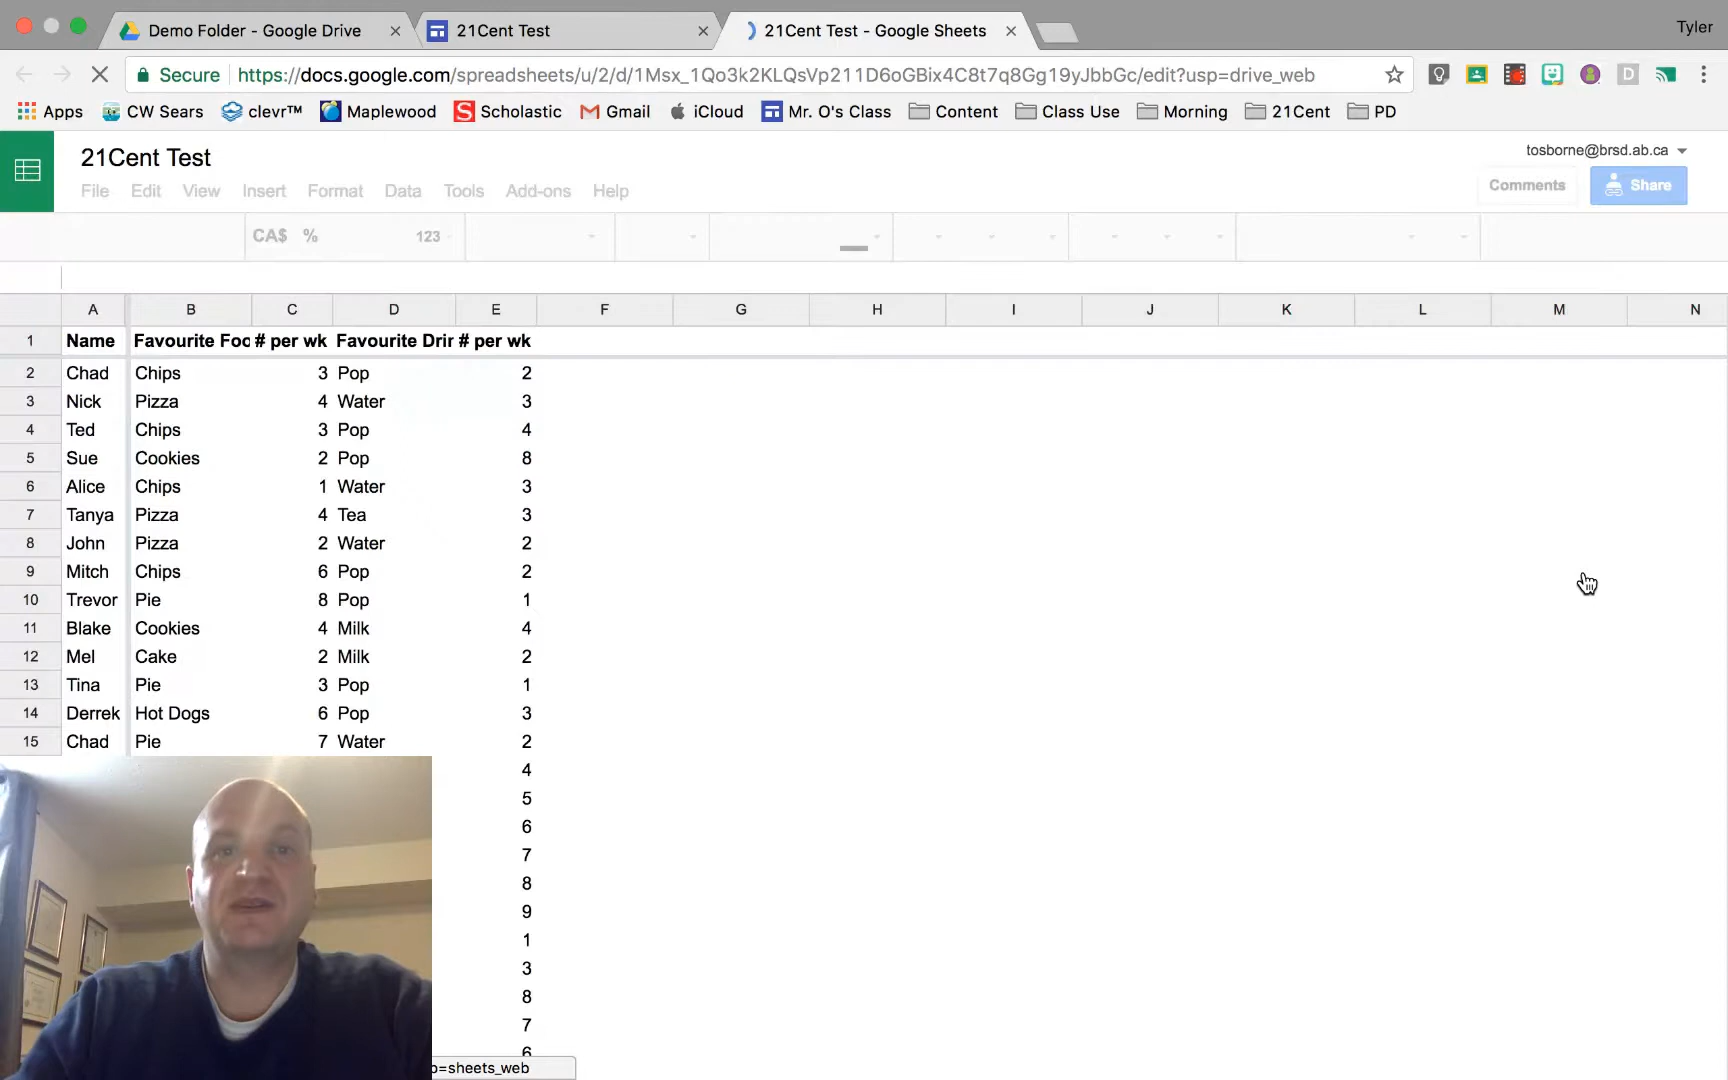 Demo Folder - Google Drive
21Cent Test
21Cent Test - Google Sheets
Tyler
Secure https://docs.google.com/spreadsheets/u/2/d/1Msx_1Qo3k2KLQsVp211D6oGBix4C8t7q8Gg19yJbbGc/edit?usp=drive_web
Apps CW Sears clevr™ Maplewood Scholastic Gmail iCloud Mr. O's Class Content Class Use Morning 21Cent PD
21Cent Test
tosborne@brsd.ab.ca
File Edit View Insert Format Data Tools Add-ons Help
Comments Share
CA$ % 123
A B C D E F G H I J K L M N
1 Name Favourite Foo # per wk Favourite Drin # per wk
2 Chad Chips 3 Pop 2
3 Nick Pizza 4 Water 3
4 Ted Chips 3 Pop 4
5 Sue Cookies 2 Pop 8
6 Alice Chips 1 Water 3
7 Tanya Pizza 4 Tea 3
8 John Pizza 2 Water 2
9 Mitch Chips 6 Pop 2
10 Trevor Pie 8 Pop 1
11 Blake Cookies 4 Milk 4
12 Mel Cake 2 Milk 2
13 Tina Pie 3 Pop 1
14 Derrek Hot Dogs 6 Pop 3
15 Chad Pie 7 Water 2
4
5
6
7
8
9
1
3
8
7
6
=sheets_web